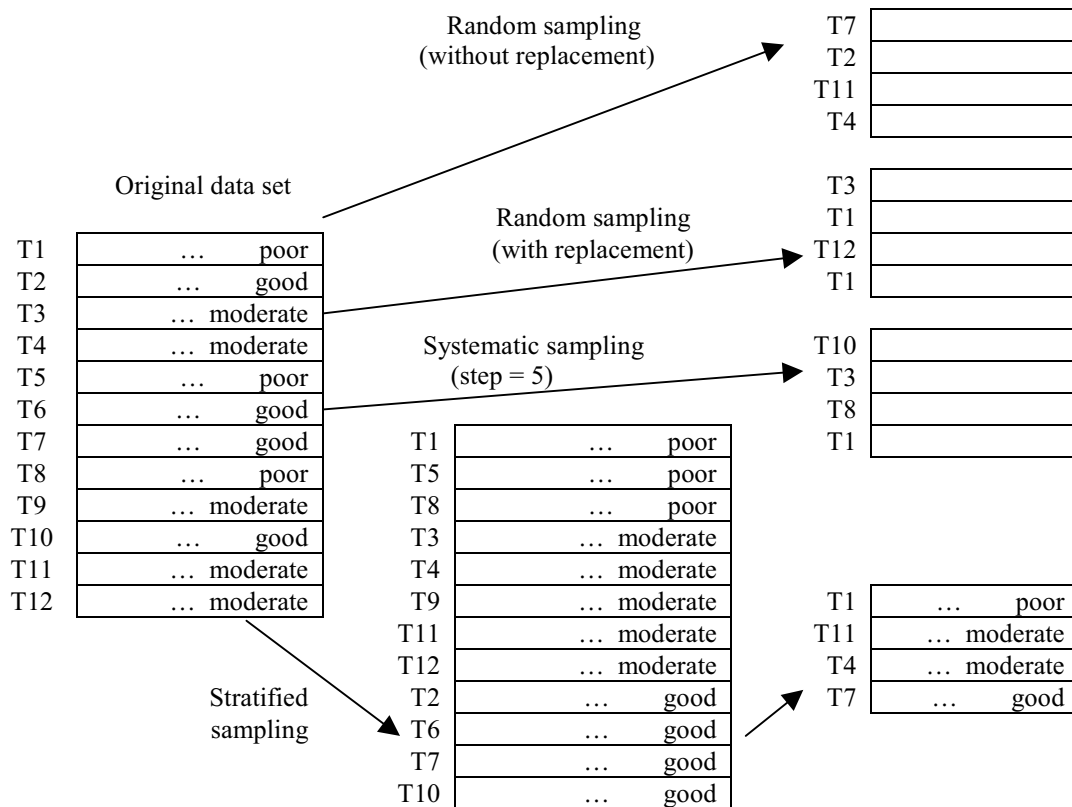 Random sampling
(without replacement)
T7
T2
T11
T4
Original data set
T1 … poor
T2 … good
T3 … moderate
T4 … moderate
T5 … poor
T6 … good
T7 … good
T8 … poor
T9 … moderate
T10 … good
T11 … moderate
T12 … moderate
Random sampling
(with replacement)
T3
T1
T12
T1
Systematic sampling
(step = 5)
T10
T3
T8
T1
Stratified
sampling
T1 … poor
T5 … poor
T8 … poor
T3 … moderate
T4 … moderate
T9 … moderate
T11 … moderate
T12 … moderate
T2 … good
T6 … good
T7 … good
T10 … good
T1 … poor
T11 … moderate
T4 … moderate
T7 … good